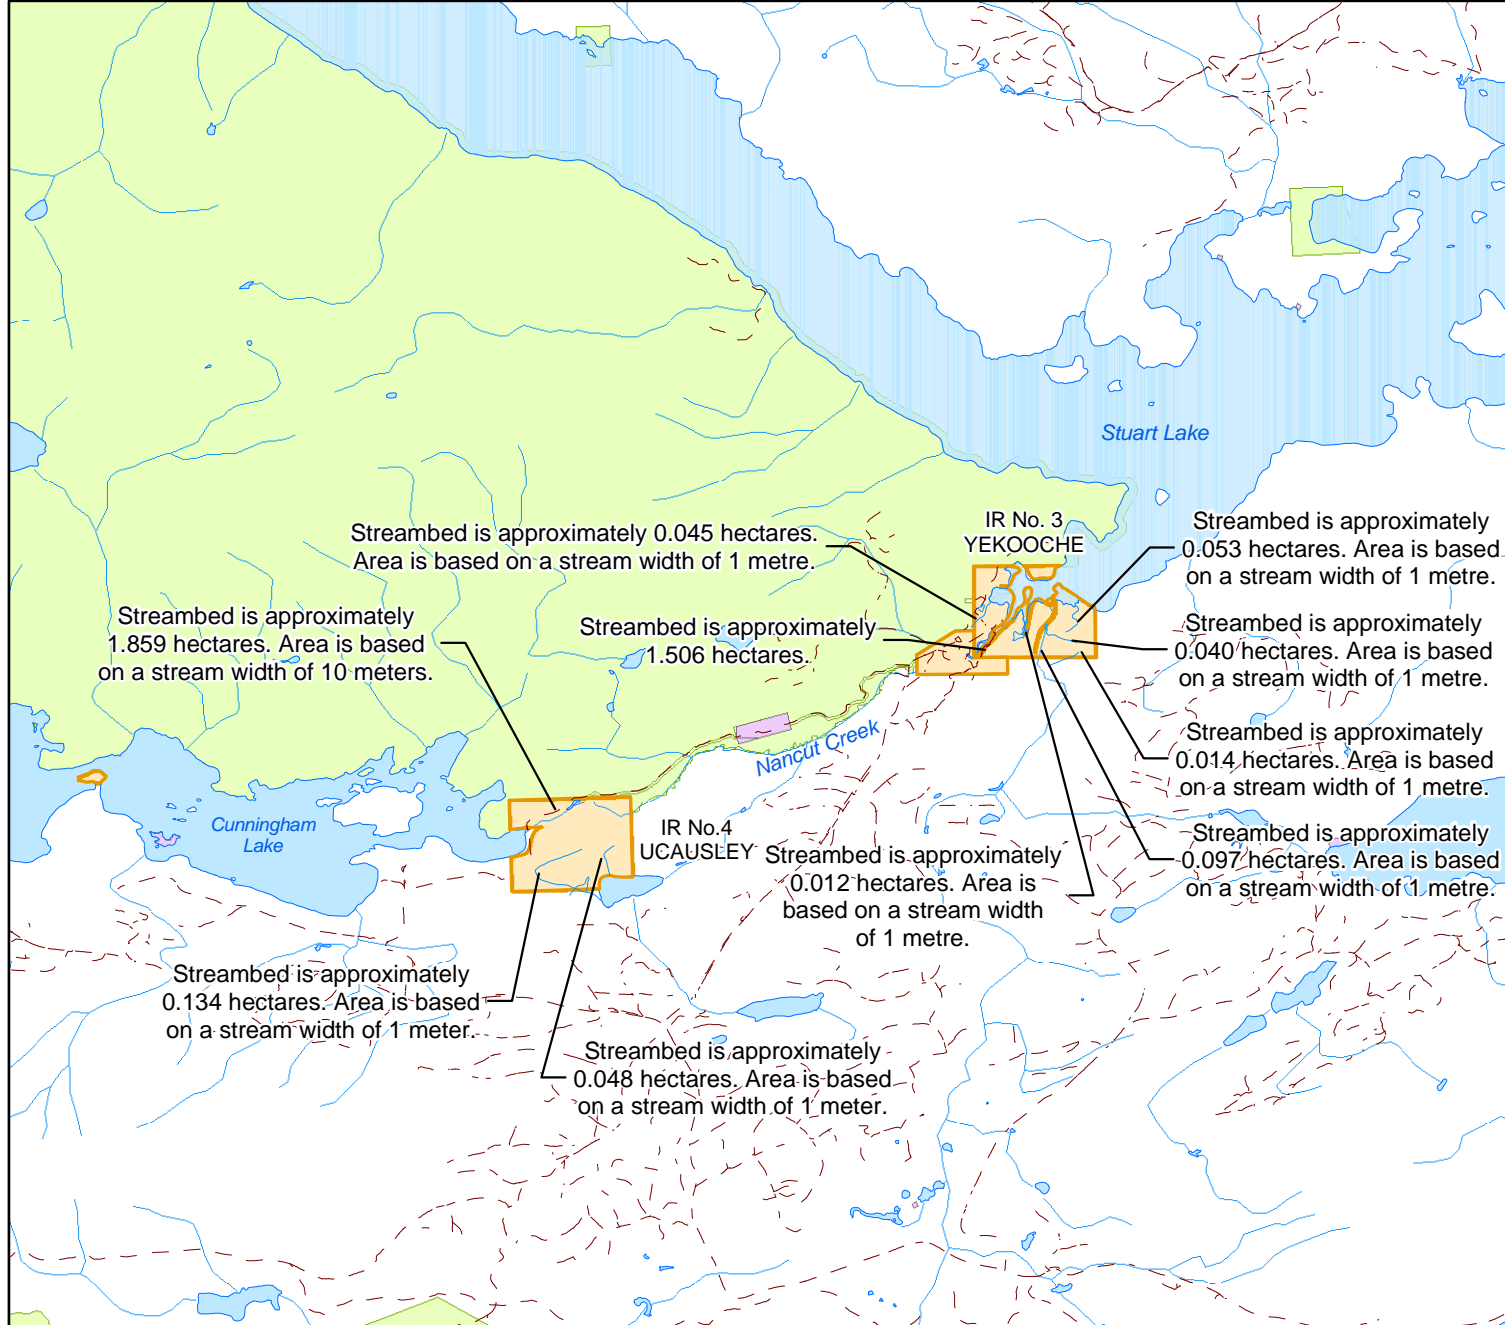 Stuart Lake
Streambed is approximately 0.045 hectares.
Area is based on a stream width of 1 metre.
IR No. 3
YEKOOCHE
Streambed is approximately
0.053 hectares. Area is based
on a stream width of 1 metre.
Streambed is approximately
1.859 hectares. Area is based
on a stream width of 10 meters.
Streambed is approximately
1.506 hectares.
Streambed is approximately
0.040 hectares. Area is based
on a stream width of 1 metre.
Nancut Creek
Streambed is approximately
0.014 hectares. Area is based
on a stream width of 1 metre.
Cunningham
Lake
IR No.4
UCAUSLEY
Streambed is approximately
0.012 hectares. Area is
based on a stream width
of 1 metre.
Streambed is approximately
0.097 hectares. Area is based
on a stream width of 1 metre.
Streambed is approximately
0.134 hectares. Area is based
on a stream width of 1 meter.
Streambed is approximately
0.048 hectares. Area is based
on a stream width of 1 meter.